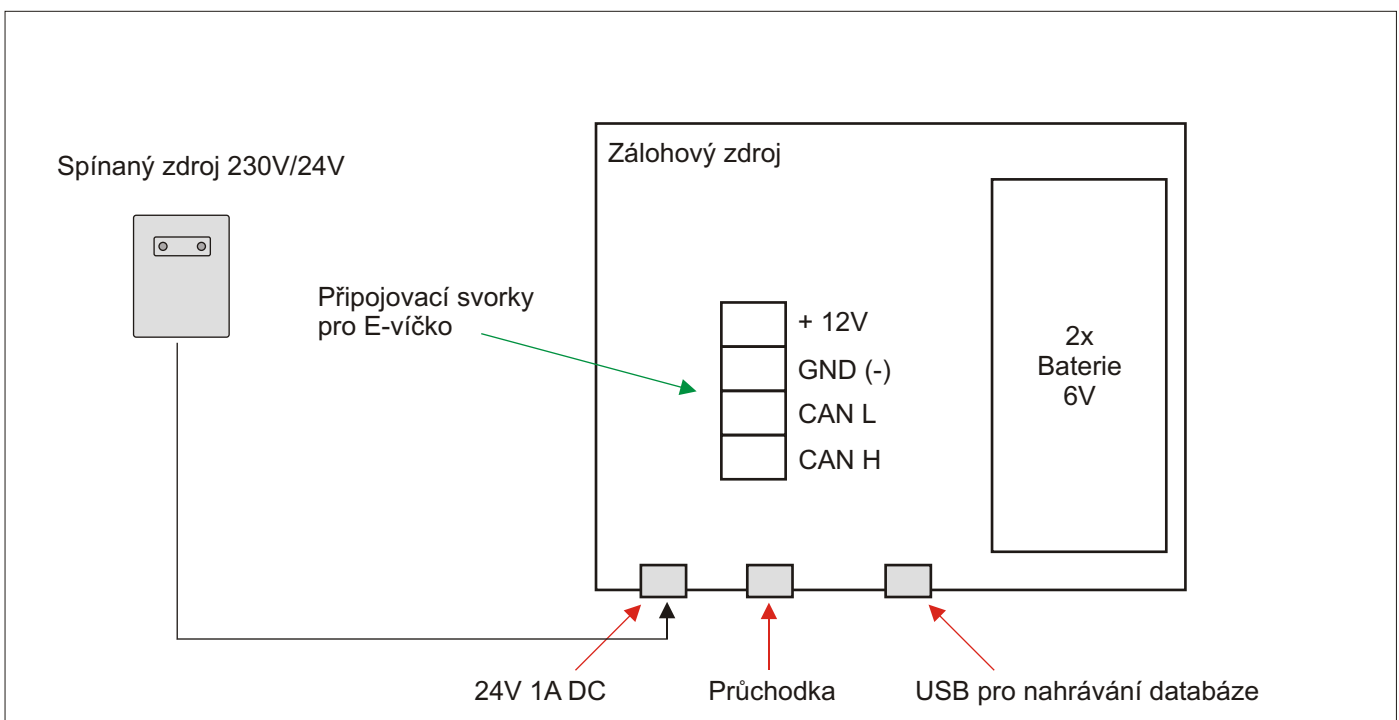 Spínaný zdroj 230V/24V
Zálohový zdroj
Připojovací svorky
pro E-víčko
+ 12V
GND (-)
CAN L
CAN H
2x
Baterie
6V
24V 1A DC
Průchodka
USB pro nahrávání databáze